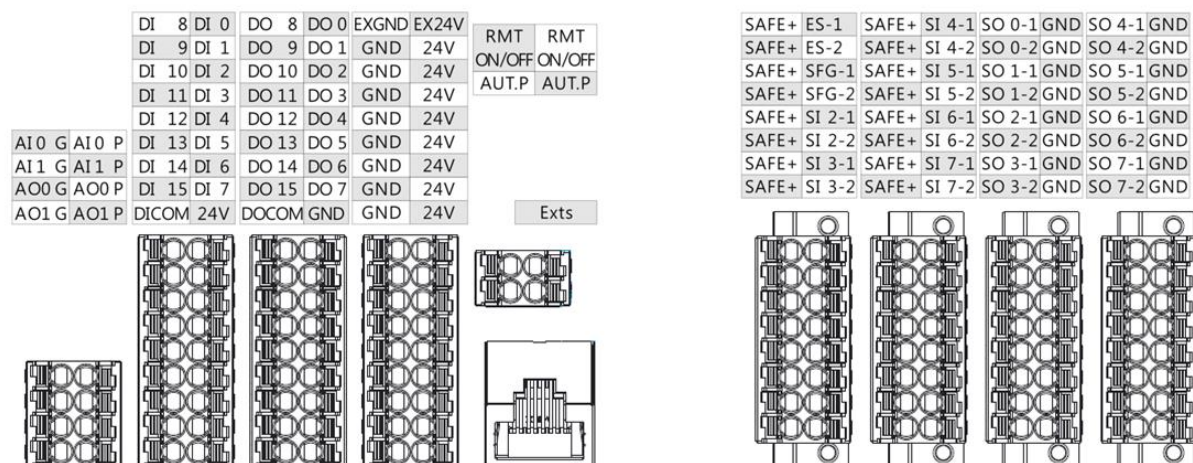 DI 8 DI 0 DO 8 DO 0 EXGND EX24V
DI 9 DI 1 DO 9 DO 1 GND 24V
DI 10 DI 2 DO 10 DO 2 GND 24V
DI 11 DI 3 DO 11 DO 3 GND 24V
DI 12 DI 4 DO 12 DO 4 GND 24V
AI0 G AI0 P DI 13 DI 5 DO 13 DO 5 GND 24V
AI1 G AI1 P DI 14 DI 6 DO 14 DO 6 GND 24V
AO0 G AO0 P DI 15 DI 7 DO 15 DO 7 GND 24V
AO1 G AO1 P DICOM 24V DOCOM GND GND 24V
RMT RMT
ON/OFF ON/OFF
AUT.P AUT.P
Exts
SAFE+ ES-1 SAFE+ SI 4-1 SO 0-1 GND SO 4-1 GND
SAFE+ ES-2 SAFE+ SI 4-2 SO 0-2 GND SO 4-2 GND
SAFE+ SFG-1 SAFE+ SI 5-1 SO 1-1 GND SO 5-1 GND
SAFE+ SFG-2 SAFE+ SI 5-2 SO 1-2 GND SO 5-2 GND
SAFE+ SI 2-1 SAFE+ SI 6-1 SO 2-1 GND SO 6-1 GND
SAFE+ SI 2-2 SAFE+ SI 6-2 SO 2-2 GND SO 6-2 GND
SAFE+ SI 3-1 SAFE+ SI 7-1 SO 3-1 GND SO 7-1 GND
SAFE+ SI 3-2 SAFE+ SI 7-2 SO 3-2 GND SO 7-2 GND